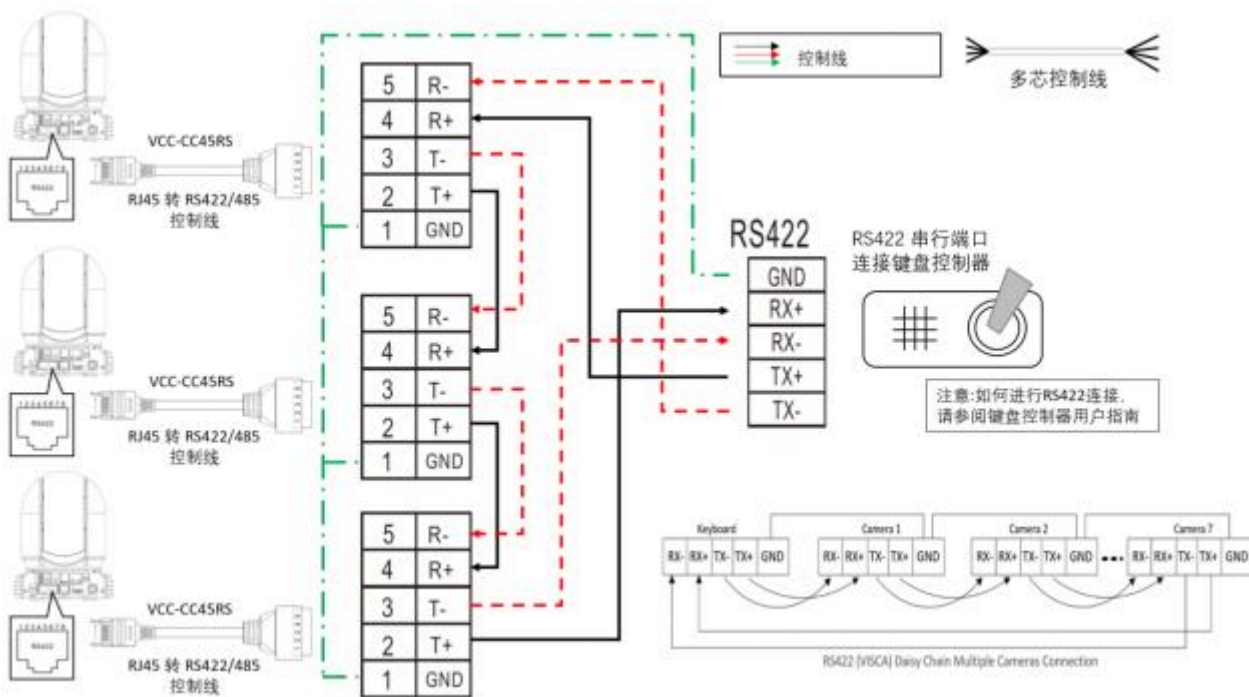 控制线
多芯控制线
VCC-CC45RS
RJ45 转 RS422/485
控制线
RS422
5 R-
4 R+
3 T-
2 T+
1 GND
VCC-CC45RS
RJ45 转 RS422/485
控制线
RS422
5 R-
4 R+
3 T-
2 T+
1 GND
VCC-CC45RS
RJ45 转 RS422/485
控制线
RS422
5 R-
4 R+
3 T-
2 T+
1 GND
RS422
GND
RX+
RX-
TX+
TX-
RS422 串行端口
连接键盘控制器
注意:如何进行RS422连接,
请参阅键盘控制器用户指南
Keyboard Camera 1 Camera 2 Camera 7
RX- RX+ TX- TX+ GND RX- RX+ TX- TX+ GND RX- RX+ TX- TX+ GND RX- RX+ TX- TX+ GND
RS422 (VISCA) Daisy Chain Multiple Cameras Connection